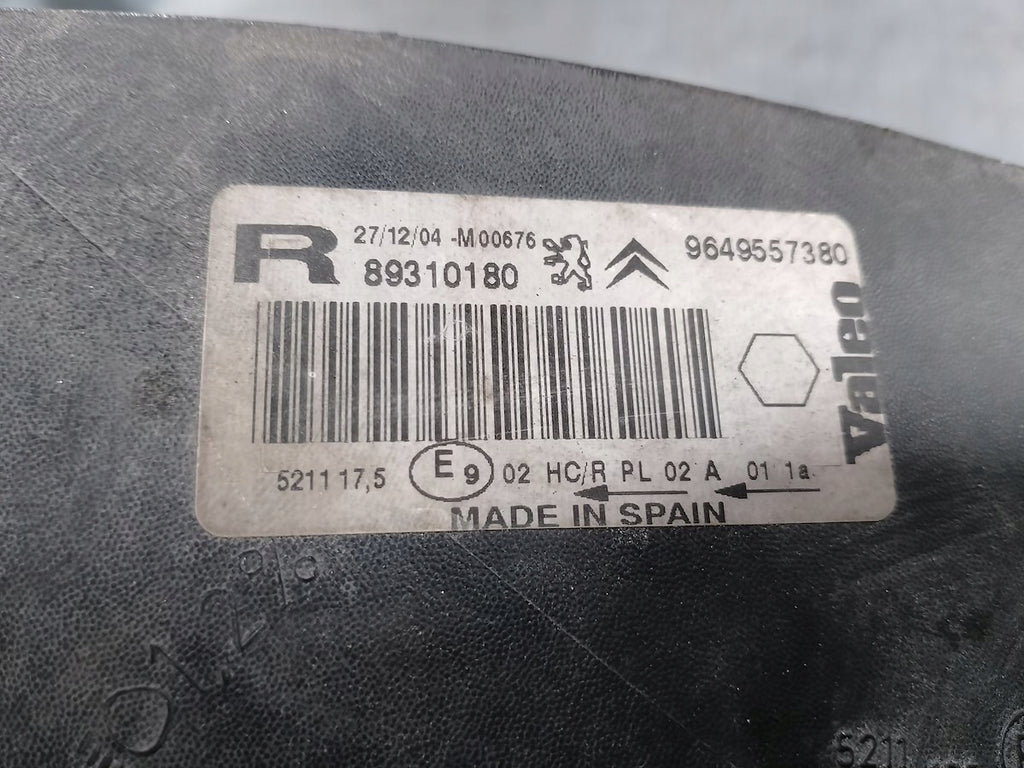 R 27/12/04 -M00676 9649557380
89310180
Valeo
5211 17,5 E9 02 HC/R PL 02 A 01 1a
MADE IN SPAIN
5211